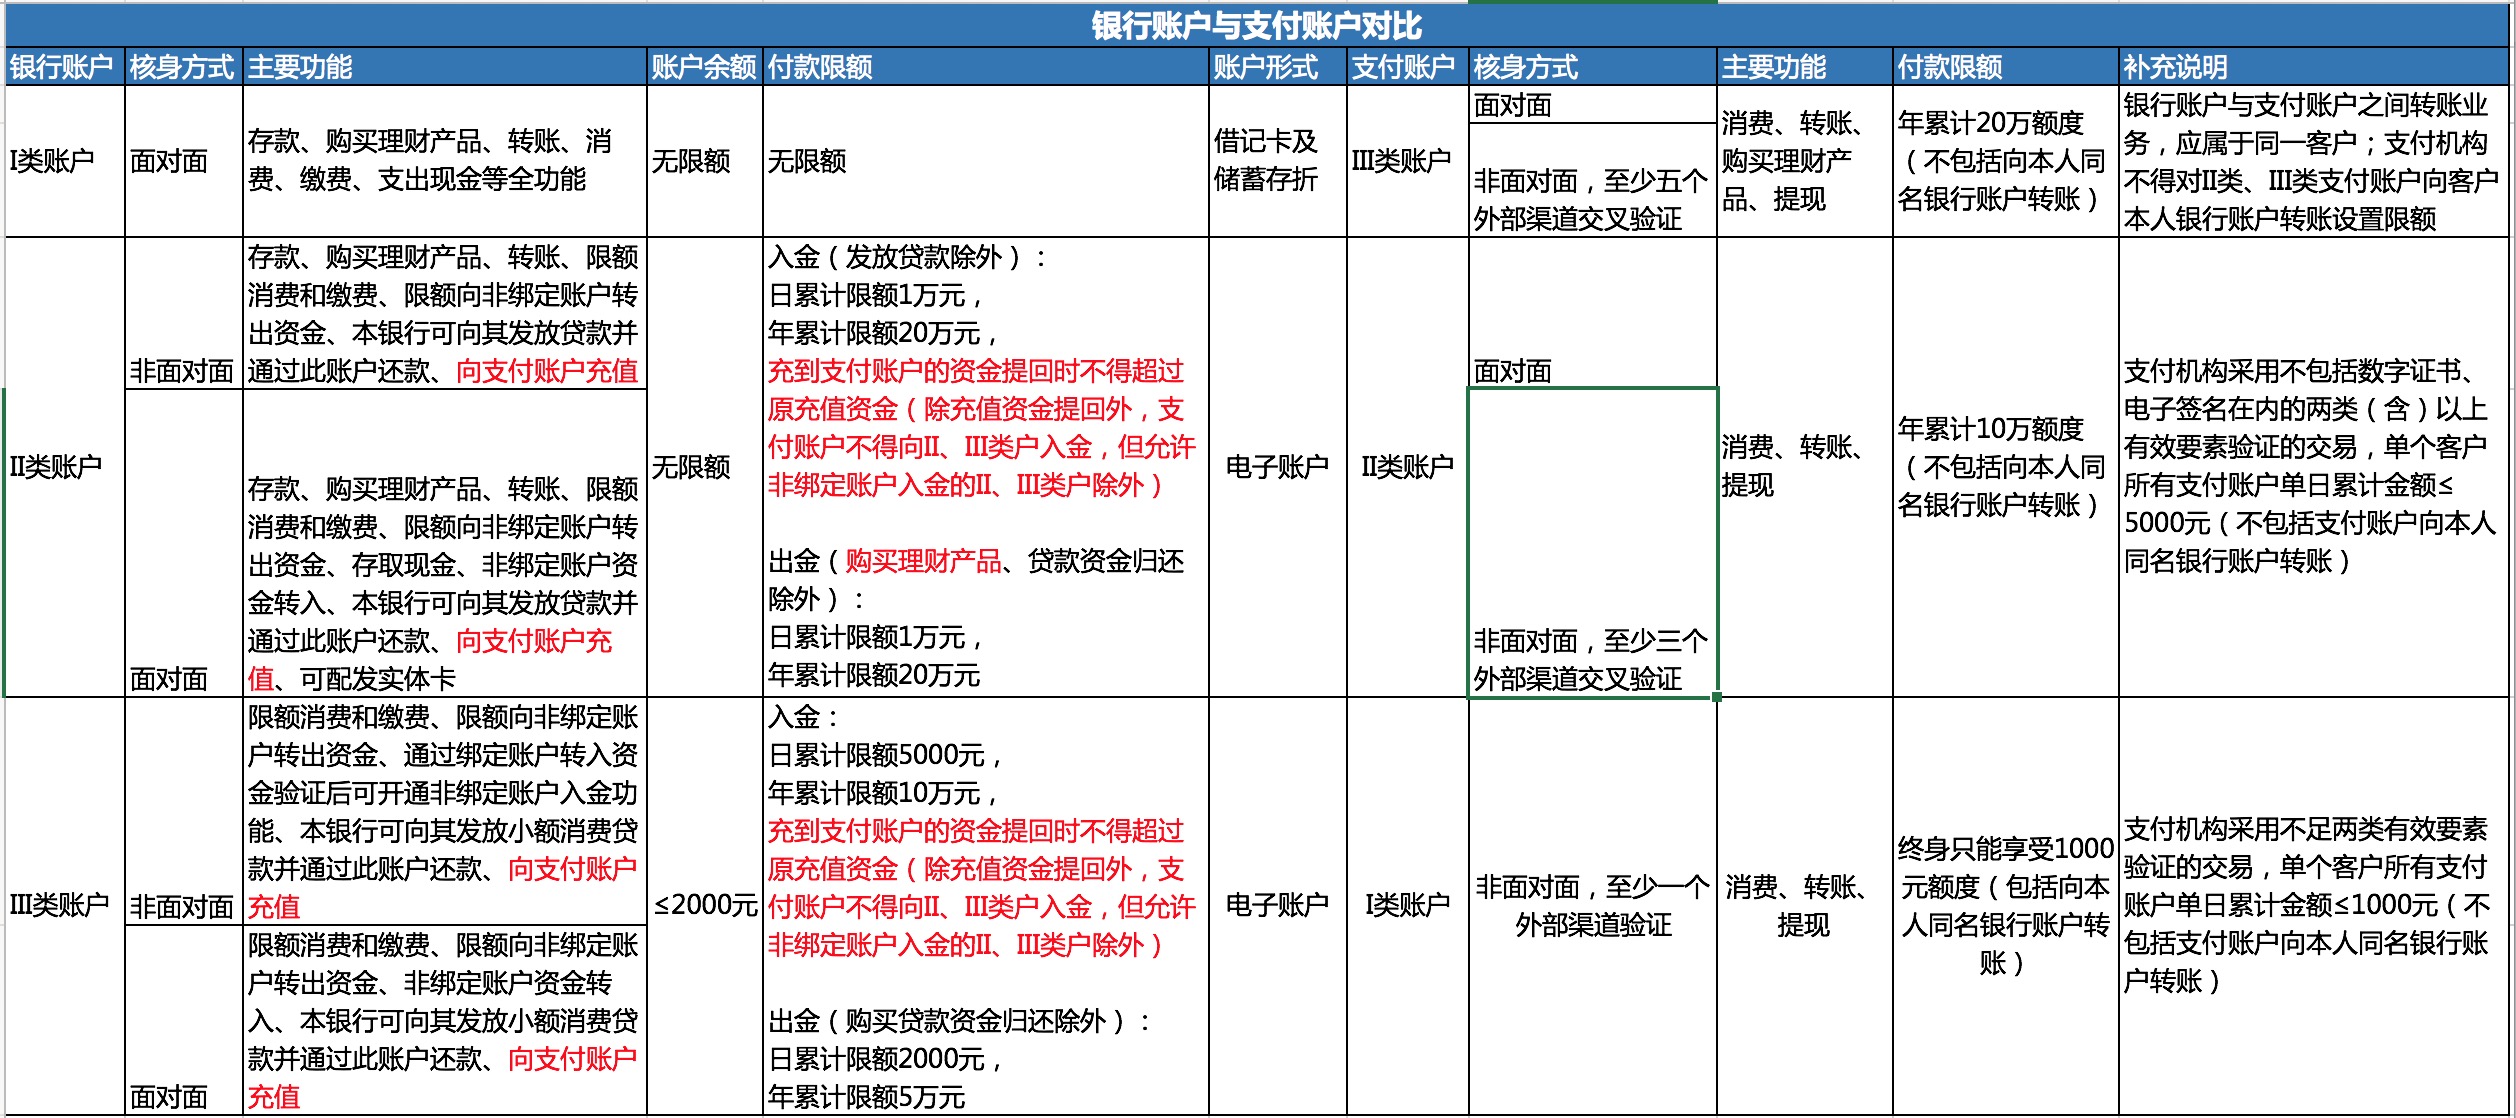 银行账户与支付账户对比
银行账户 核身方式 主要功能 账户余额 付款限额 账户形式 支付账户 核身方式 主要功能 付款限额 补充说明
I类账户
面对面
存款、购买理财产品、转账、消
费、缴费、支出现金等全功能
无限额
无限额
借记卡及
储蓄存折
III类账户
面对面
非面对面，至少五个
外部渠道交叉验证
消费、转账、
购买理财产
品、提现
年累计20万额度
（不包括向本人同
名银行账户转账）
银行账户与支付账户之间转账业
务，应属于同一客户；支付机构
不得对II类、III类支付账户向客户
本人银行账户转账设置限额
II类账户
非面对面
存款、购买理财产品、转账、限额
消费和缴费、限额向非绑定账户转
出资金、本银行可向其发放贷款并
通过此账户还款、向支付账户充值
面对面
存款、购买理财产品、转账、限额
消费和缴费、限额向非绑定账户转
出资金、存取现金、非绑定账户资
金转入、本银行可向其发放贷款并
通过此账户还款、向支付账户充
值、可配发实体卡
无限额
入金（发放贷款除外）：
日累计限额1万元，
年累计限额20万元，
充到支付账户的资金提回时不得超过
原充值资金（除充值资金提回外，支
付账户不得向II、III类户入金，但允许
非绑定账户入金的II、III类户除外）
出金（购买理财产品、贷款资金归还
除外）：
日累计限额1万元，
年累计限额20万元
电子账户
II类账户
面对面
非面对面，至少三个
外部渠道交叉验证
消费、转账、
提现
年累计10万额度
（不包括向本人同
名银行账户转账）
支付机构采用不包括数字证书、
电子签名在内的两类（含）以上
有效要素验证的交易，单个客户
所有支付账户单日累计金额≤
5000元（不包括支付账户向本人
同名银行账户转账）
III类账户
非面对面
限额消费和缴费、限额向非绑定账
户转出资金、通过绑定账户转入资
金验证后可开通非绑定账户入金功
能、本银行可向其发放小额消费贷
款并通过此账户还款、向支付账户
充值
面对面
限额消费和缴费、限额向非绑定账
户转出资金、非绑定账户资金转
入、本银行可向其发放小额消费贷
款并通过此账户还款、向支付账户
充值
≤2000元
入金：
日累计限额5000元，
年累计限额10万元，
充到支付账户的资金提回时不得超过
原充值资金（除充值资金提回外，支
付账户不得向II、III类户入金，但允许
非绑定账户入金的II、III类户除外）
出金（购买贷款资金归还除外）：
日累计限额2000元，
年累计限额5万元
电子账户
I类账户
非面对面，至少一个
外部渠道验证
消费、转账、
提现
终身只能享受1000
元额度（包括向本
人同名银行账户转
账）
支付机构采用不足两类有效要素
验证的交易，单个客户所有支付
账户单日累计金额≤1000元（不
包括支付账户向本人同名银行账
户转账）